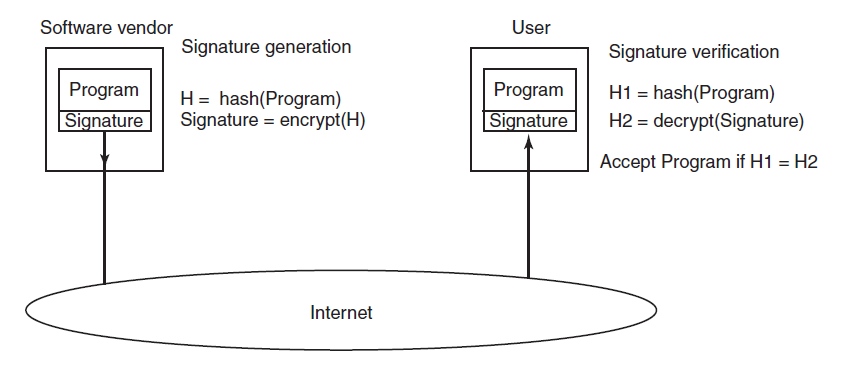 Software vendor
Signature generation
Program
Signature
H = hash(Program)
Signature = encrypt(H)
User
Signature verification
Program
Signature
H1 = hash(Program)
H2 = decrypt(Signature)
Accept Program if H1 = H2
Internet